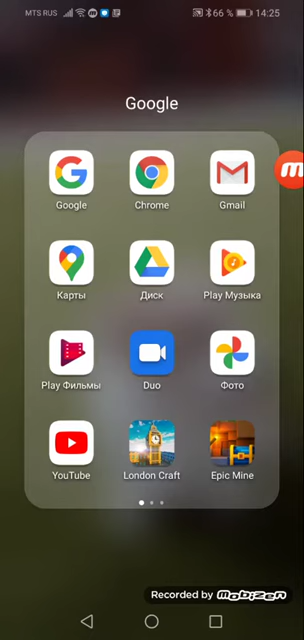 MTS RUS
66 %
14:25
Google
Google
Chrome
Gmail
Карты
Диск
Play Музыка
Play Фильмы
Duo
Фото
YouTube
London Craft
Epic Mine
Recorded by mobizen